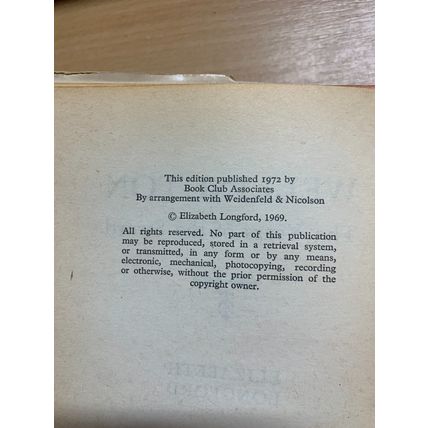 This edition published 1972 by
Book Club Associates
By arrangement with Weidenfeld & Nicolson
© Elizabeth Longford, 1969.
All rights reserved. No part of this publication
may be reproduced, stored in a retrieval system,
or transmitted, in any form or by any means,
electronic, mechanical, photocopying, recording
or otherwise, without the prior permission of the
copyright owner.